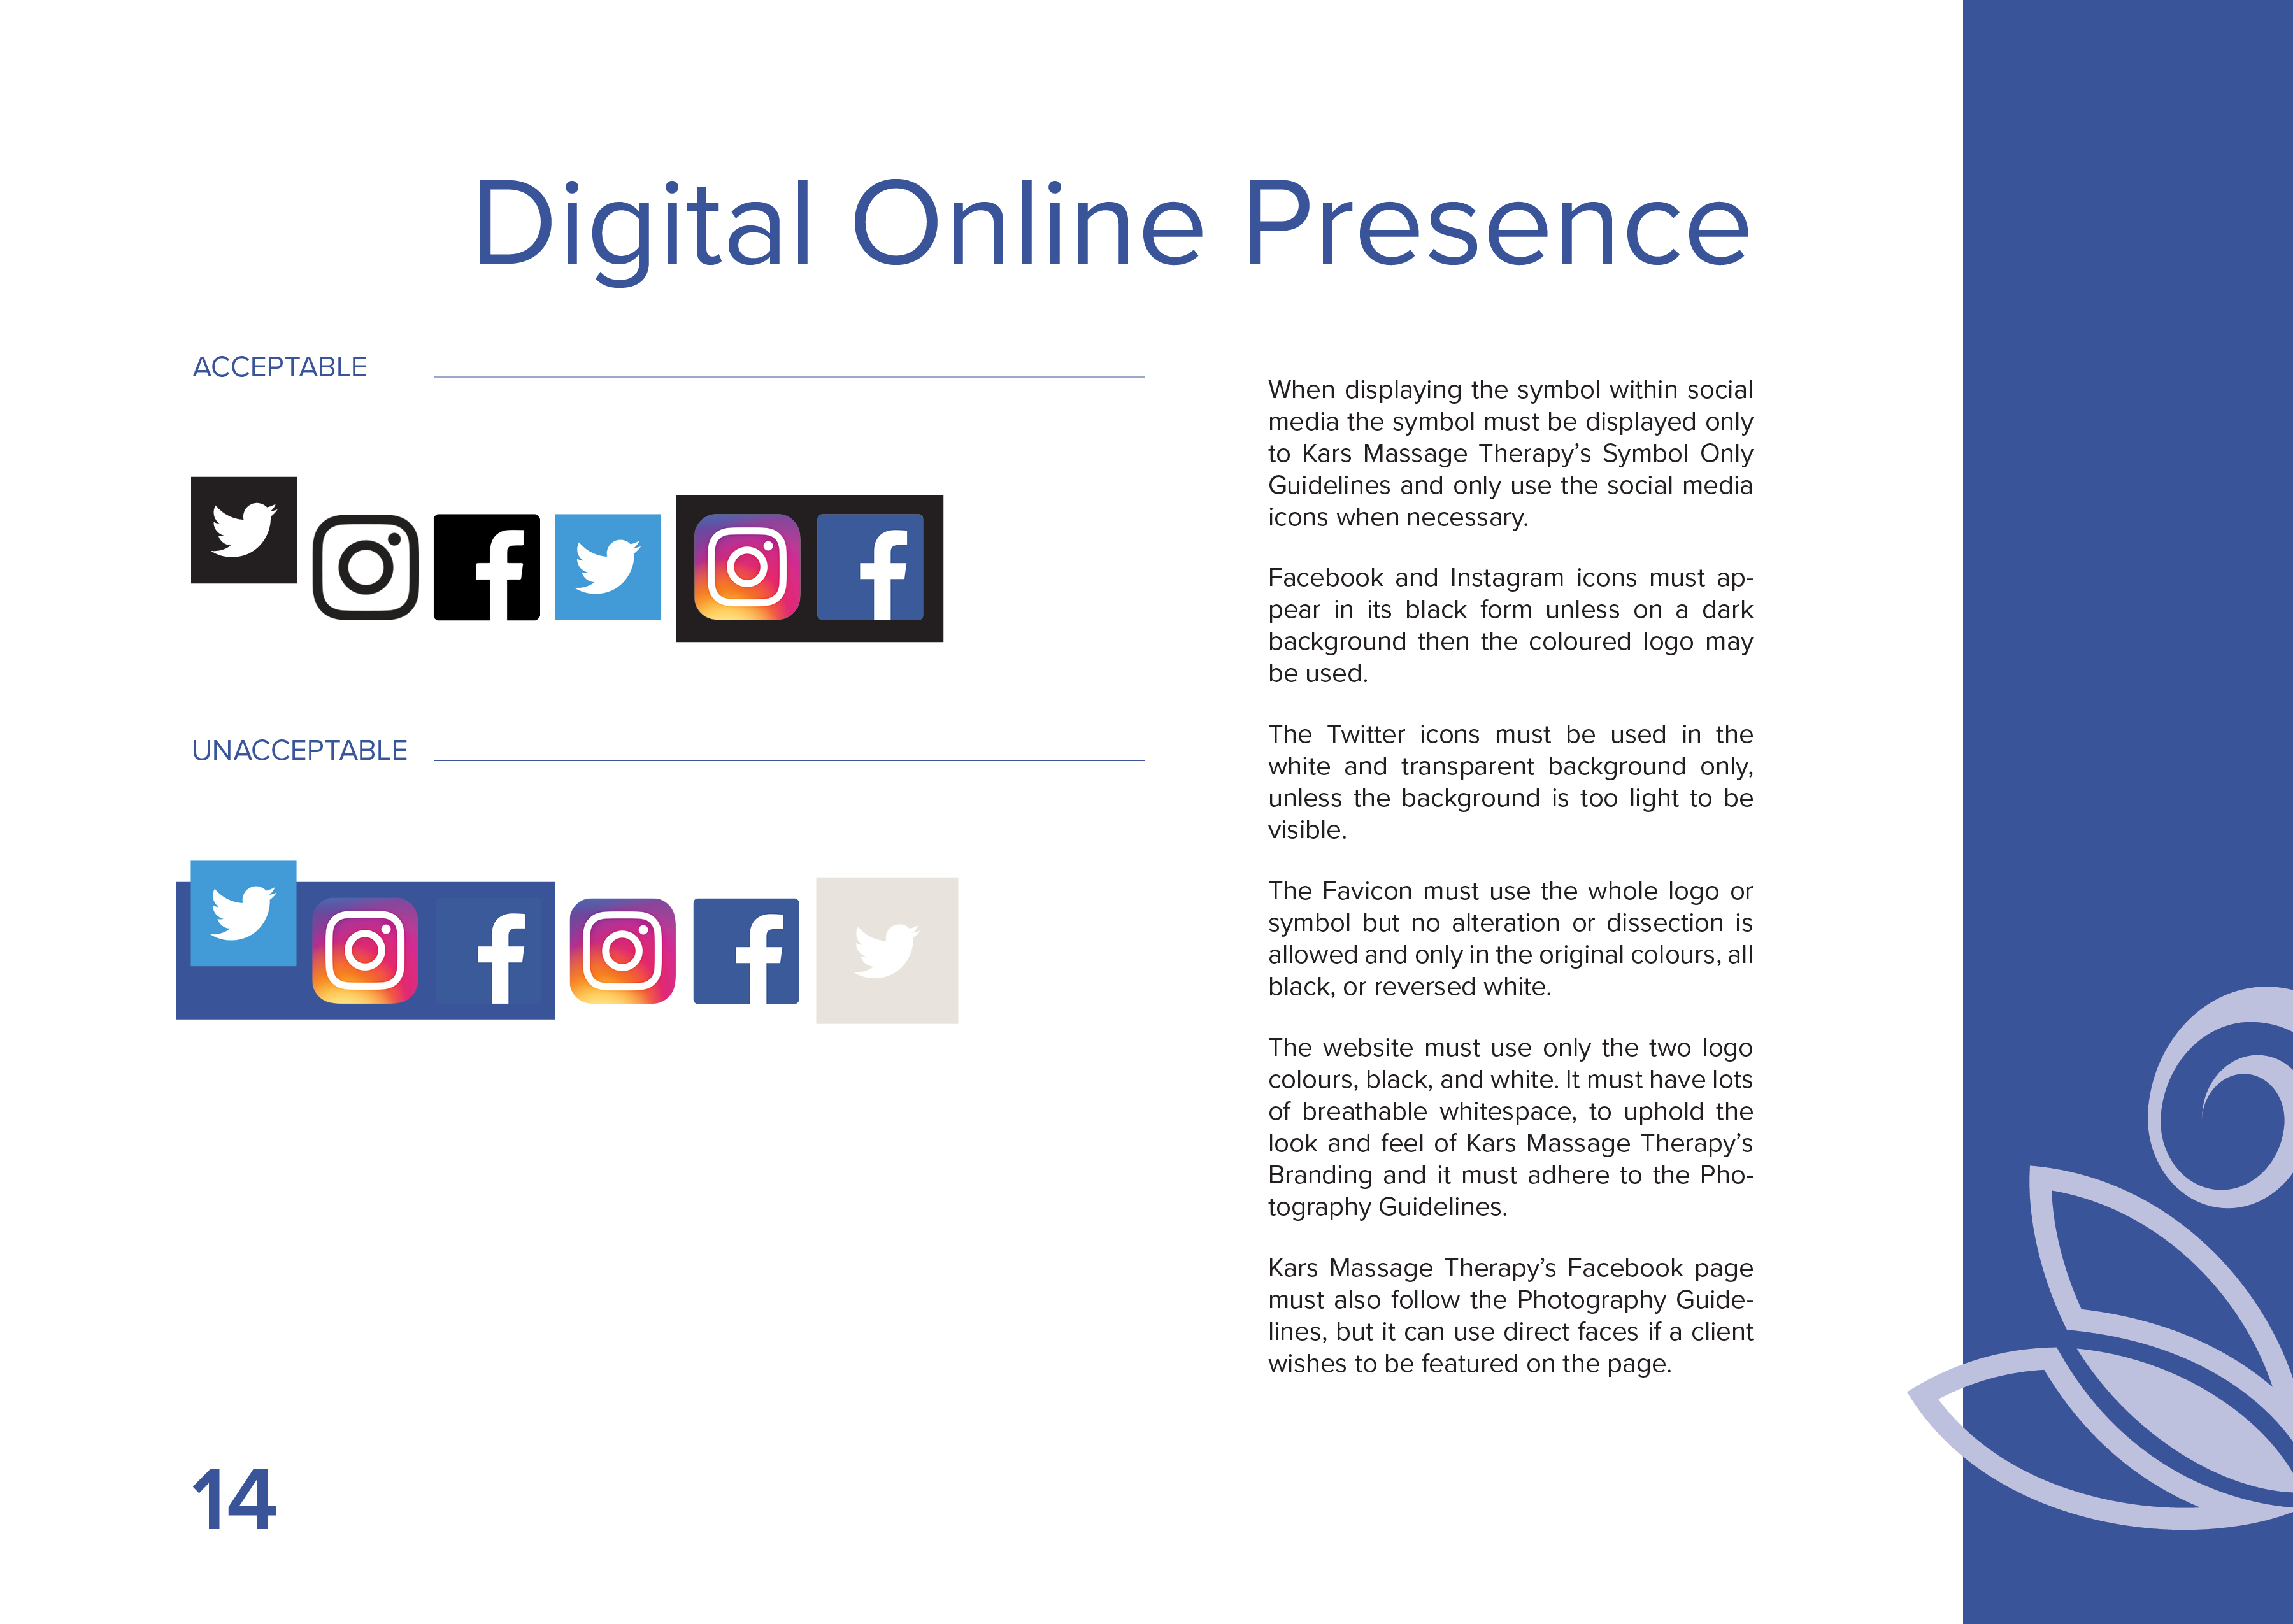 Digital Online Presence
ACCEPTABLE
UNACCEPTABLE
When displaying the symbol within social
media the symbol must be displayed only
to Kars Massage Therapy’s Symbol Only
Guidelines and only use the social media
icons when necessary.
Facebook and Instagram icons must ap-
pear in its black form unless on a dark
background then the coloured logo may
be used.
The Twitter icons must be used in the
white and transparent background only,
unless the background is too light to be
visible.
The Favicon must use the whole logo or
symbol but no alteration or dissection is
allowed and only in the original colours, all
black, or reversed white.
The website must use only the two logo
colours, black, and white. It must have lots
of breathable whitespace, to uphold the
look and feel of Kars Massage Therapy’s
Branding and it must adhere to the Pho-
tography Guidelines.
Kars Massage Therapy’s Facebook page
must also follow the Photography Guide-
lines, but it can use direct faces if a client
wishes to be featured on the page.
14